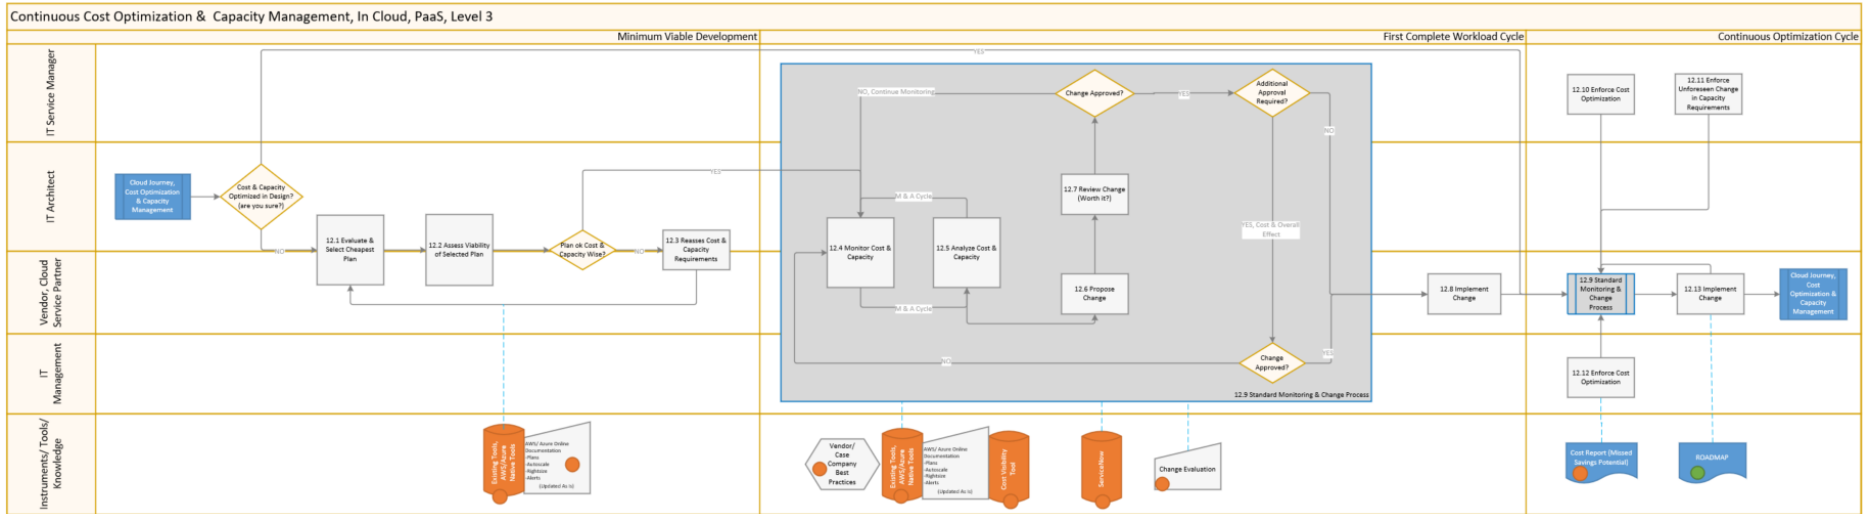 Continuous Cost Optimization &  Capacity Management, In Cloud, PaaS, Level 3
Minimum Viable Development
First Complete Workload Cycle
Continuous Optimization Cycle
IT Service Manager
YES
NO, Continue Monitoring
Change Approved?
YES
Additional
Approval
Required?
NO
12.10 Enforce Cost
Optimization
12.11 Enforce
Unforeseen Change
in Capacity
Requirements
IT Architect
Cloud Journey,
Cost Optimization
& Capacity
Management
Cost & Capacity
Optimized in Design?
(are you sure?)
NO
12.1 Evaluate &
Select Cheapest
Plan
12.2 Assess Viability
of Selected Plan
Plan ok Cost &
Capacity Wise?
YES
NO
12.3 Reasses Cost &
Capacity
Requirements
M & A Cycle
12.4 Monitor Cost &
Capacity
12.5 Analyze Cost &
Capacity
M & A Cycle
12.7 Review Change
(Worth it?)
YES, Cost & Overall
Effect
Vendor, Cloud
Service Partner
12.6 Propose
Change
12.8 Implement
Change
12.9 Standard
Monitoring &
Change
Process
12.13 Implement
Change
Cloud Journey,
Cost
Optimization &
Capacity
Management
IT
Management
NO
Change
Approved?
YES
12.9 Standard Monitoring & Change Process
12.12 Enforce Cost
Optimization
Instruments/ Tools/
Knowledge
Existing Tools,
AWS/Azure
Native Tools
AWS/ Azure Online
Documentation
-Plans
-Autoscale
-Rightsize
-Alerts
(Updated As is)
Vendor/
Case
Company
Best
Practices
Existing Tools,
AWS/Azure
Native Tools
AWS/ Azure Online
Documentation
-Plans
-Autoscale
-Rightsize
-Alerts
(Updated As is)
Cost Visibility
Tool
ServiceNow
Change Evaluation
Cost Report (Missed
Savings Potential)
ROADMAP